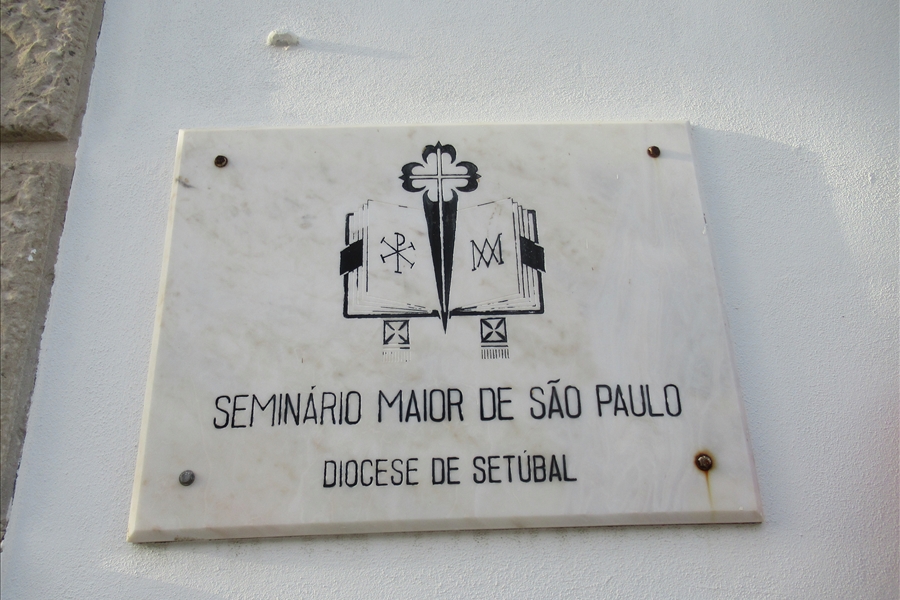 SEMINÁRIO MAIOR DE SÃO PAULO
DIOCESE DE SETÚBAL